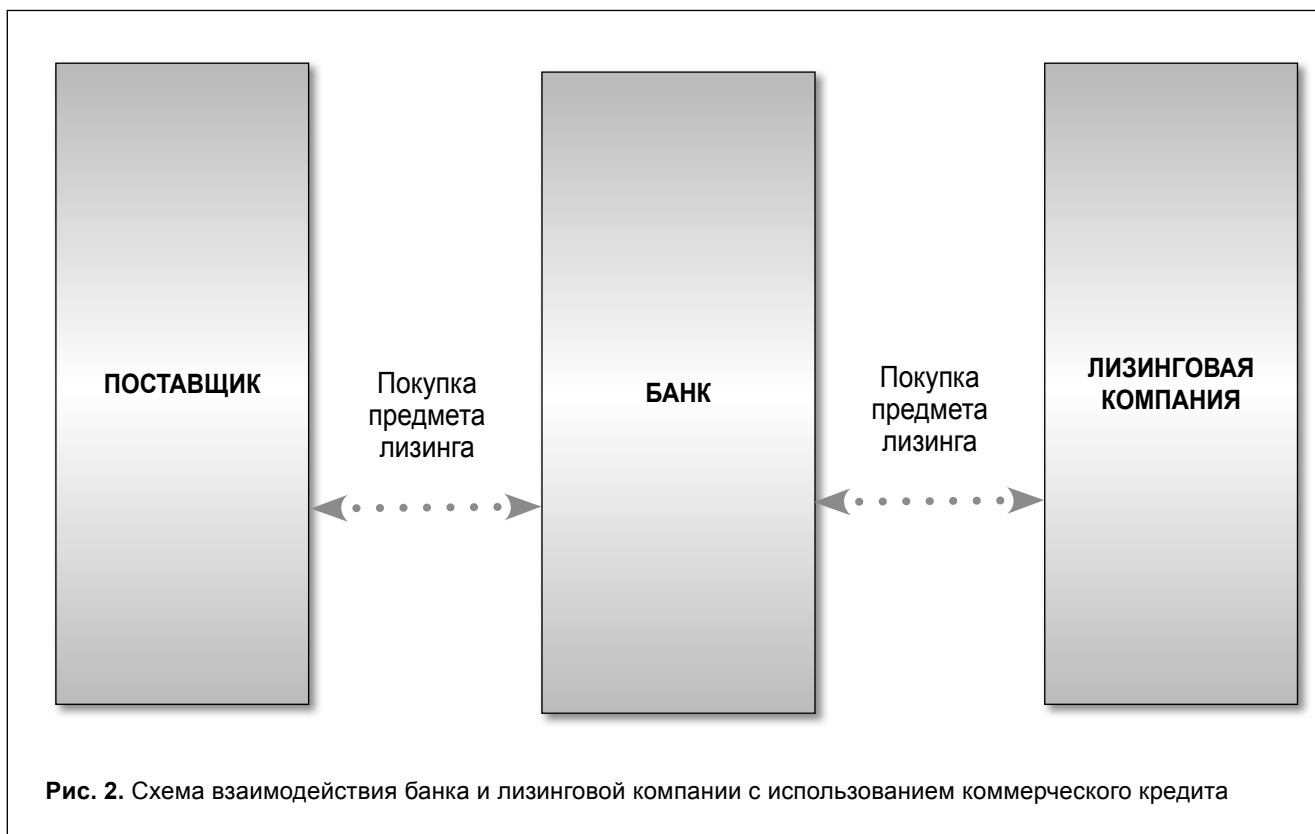 ПОСТАВЩИК
Покупка
предмета
лизинга
БАНК
Покупка
предмета
лизинга
ЛИЗИНГОВАЯ
КОМПАНИЯ
Рис. 2. Схема взаимодействия банка и лизинговой компании с использованием коммерческого кредита